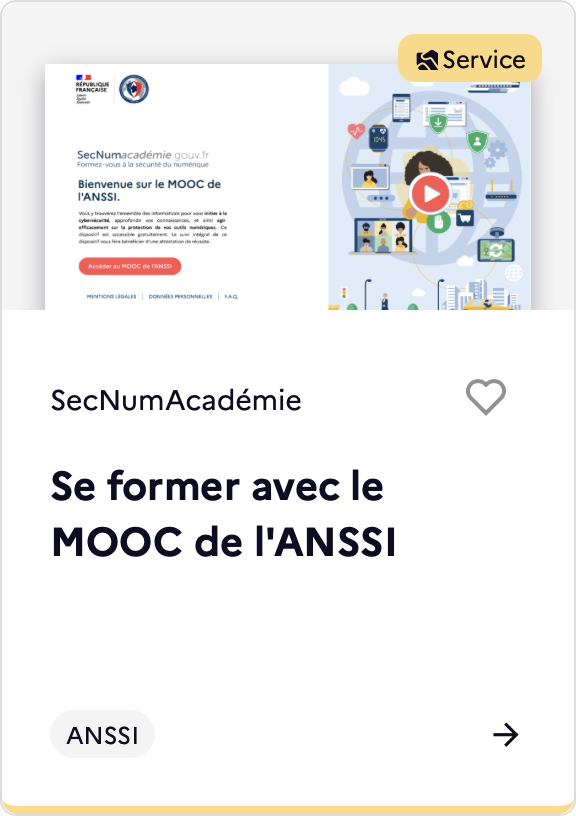 Service
RÉPUBLIQUE
FRANÇAISE
Liberté
Égalité
Fraternité
SecNumacadémie.gouv.fr
Formez-vous à la sécurité du numérique
Bienvenue sur le MOOC de
l'ANSSI.
Vous y trouverez l'ensemble des informations pour vous initier à la
cybersécurité, approfondir vos connaissances, et ainsi agir
efficacement sur la protection de vos outils numériques. Ce
dispositif est accessible gratuitement. Le suivi intégral de ce
dispositif vous fera bénéficier d'une attestation de réussite.
Accéder au MOOC de l'ANSSI
MENTIONS LÉGALES | DONNÉES PERSONNELLES | F.A.Q.
10:45
SecNumAcadémie
Se former avec le
MOOC de l'ANSSI
ANSSI